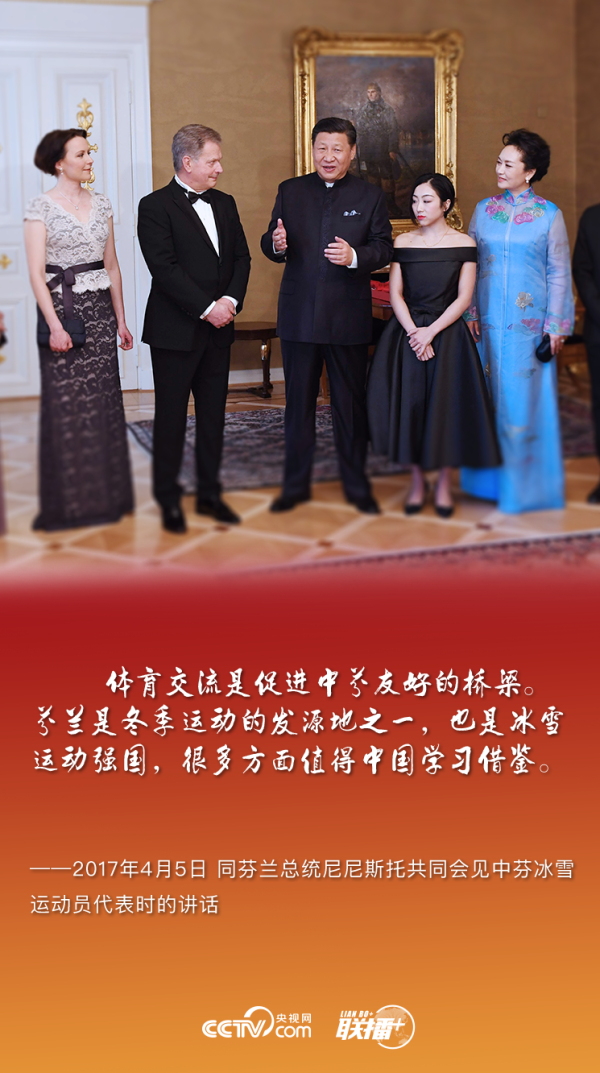 体育交流是促进中芬友好的桥梁。
芬兰是冬季运动的发源地之一，也是冰雪
运动强国，很多方面值得中国学习借鉴。
——2017年4月5日 同芬兰总统尼尼斯托共同会见中芬冰雪
运动员代表时的讲话
CCTV 央视网 com
LIAN BO+
联播+